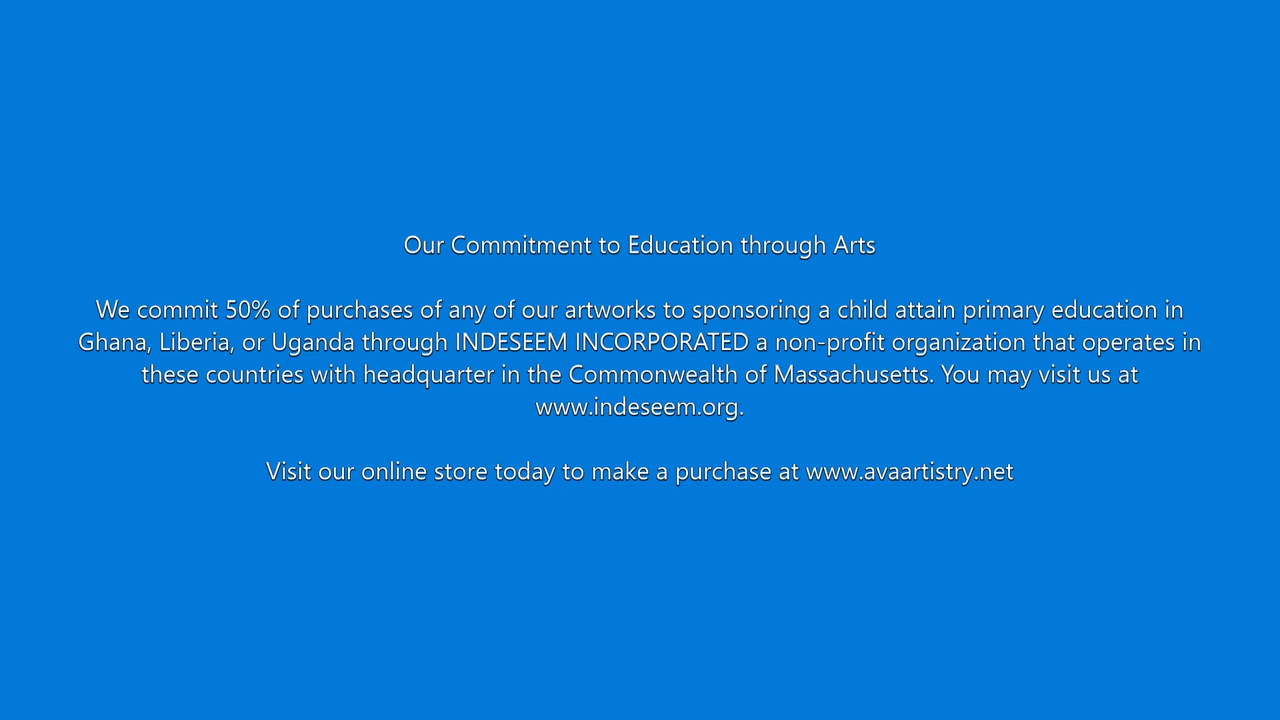 Our Commitment to Education through Arts
We commit 50% of purchases of any of our artworks to sponsoring a child attain primary education in
Ghana, Liberia, or Uganda through INDESEEM INCORPORATED a non-profit organization that operates in
these countries with headquarter in the Commonwealth of Massachusetts. You may visit us at
www.indeseem.org.
Visit our online store today to make a purchase at www.avaartistry.net